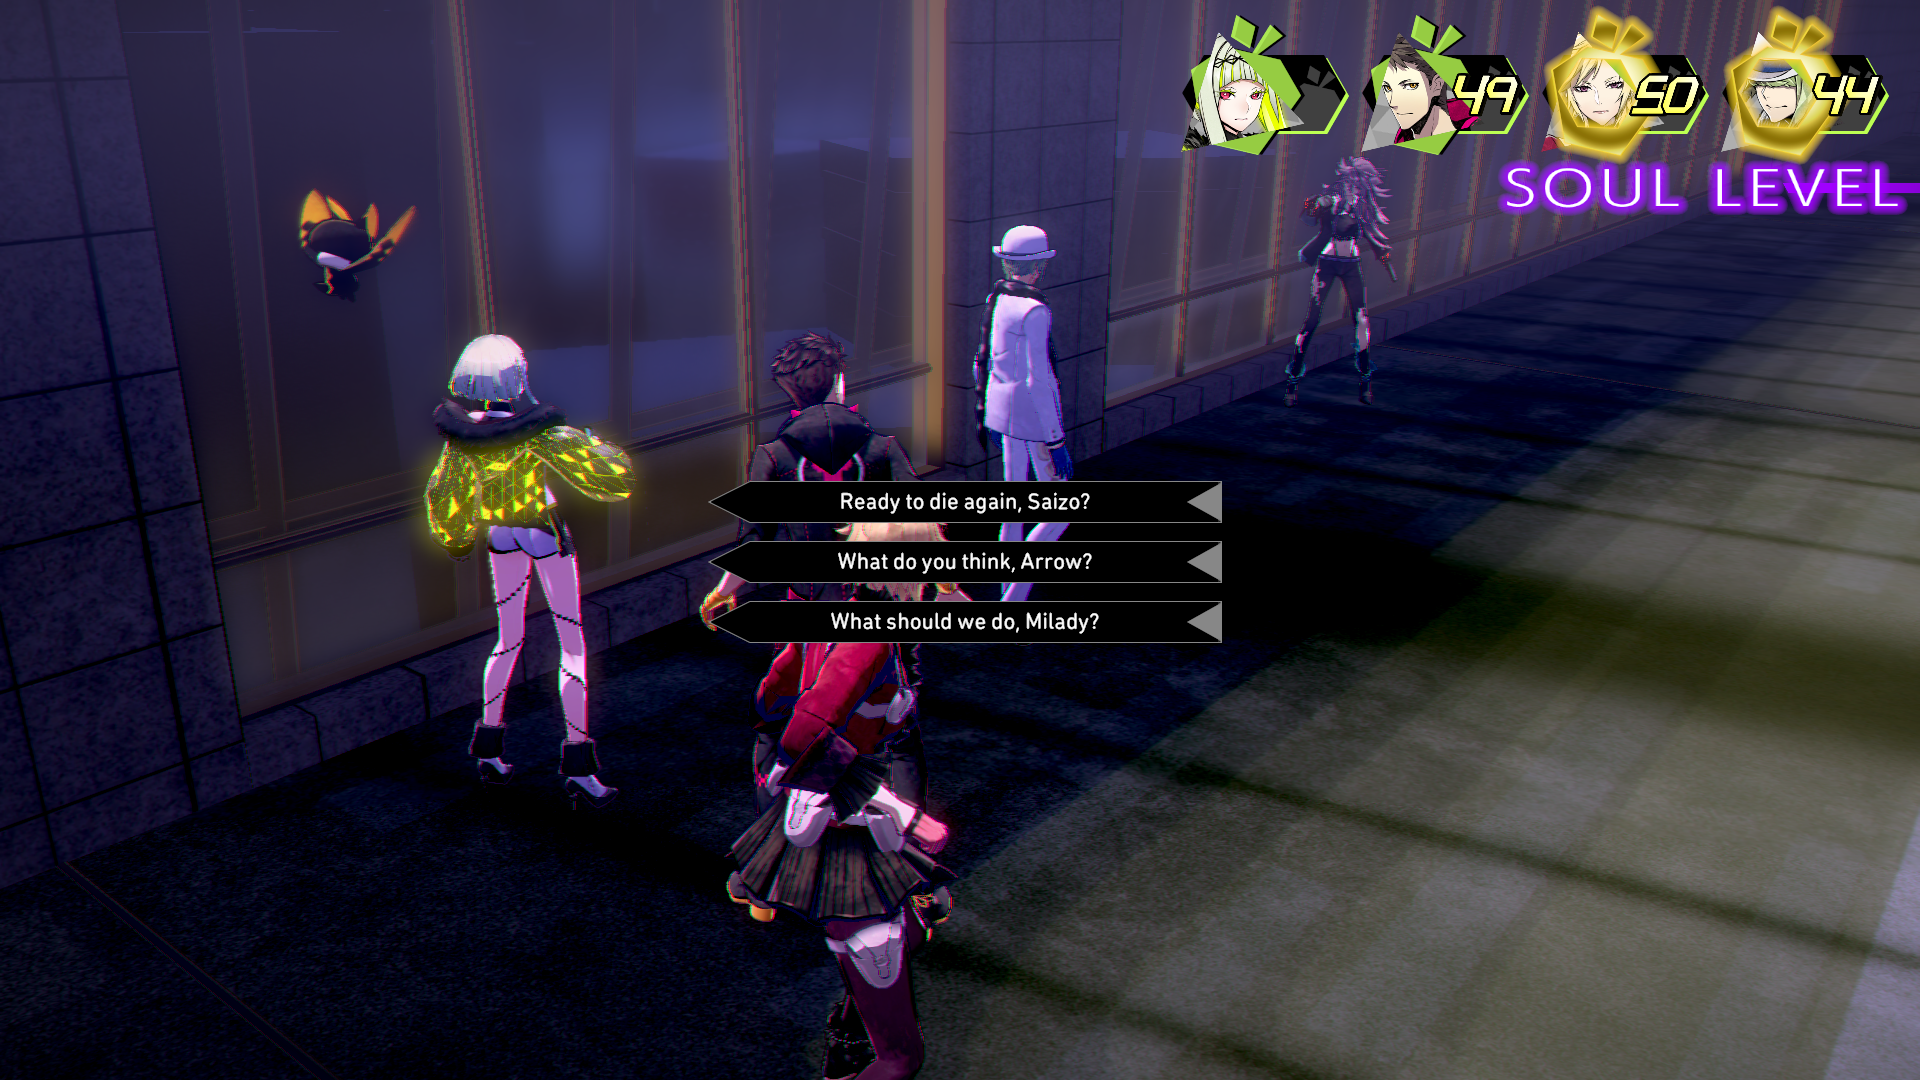 49
50
44
SOUL LEVEL
Ready to die again, Saizo?
What do you think, Arrow?
What should we do, Milady?